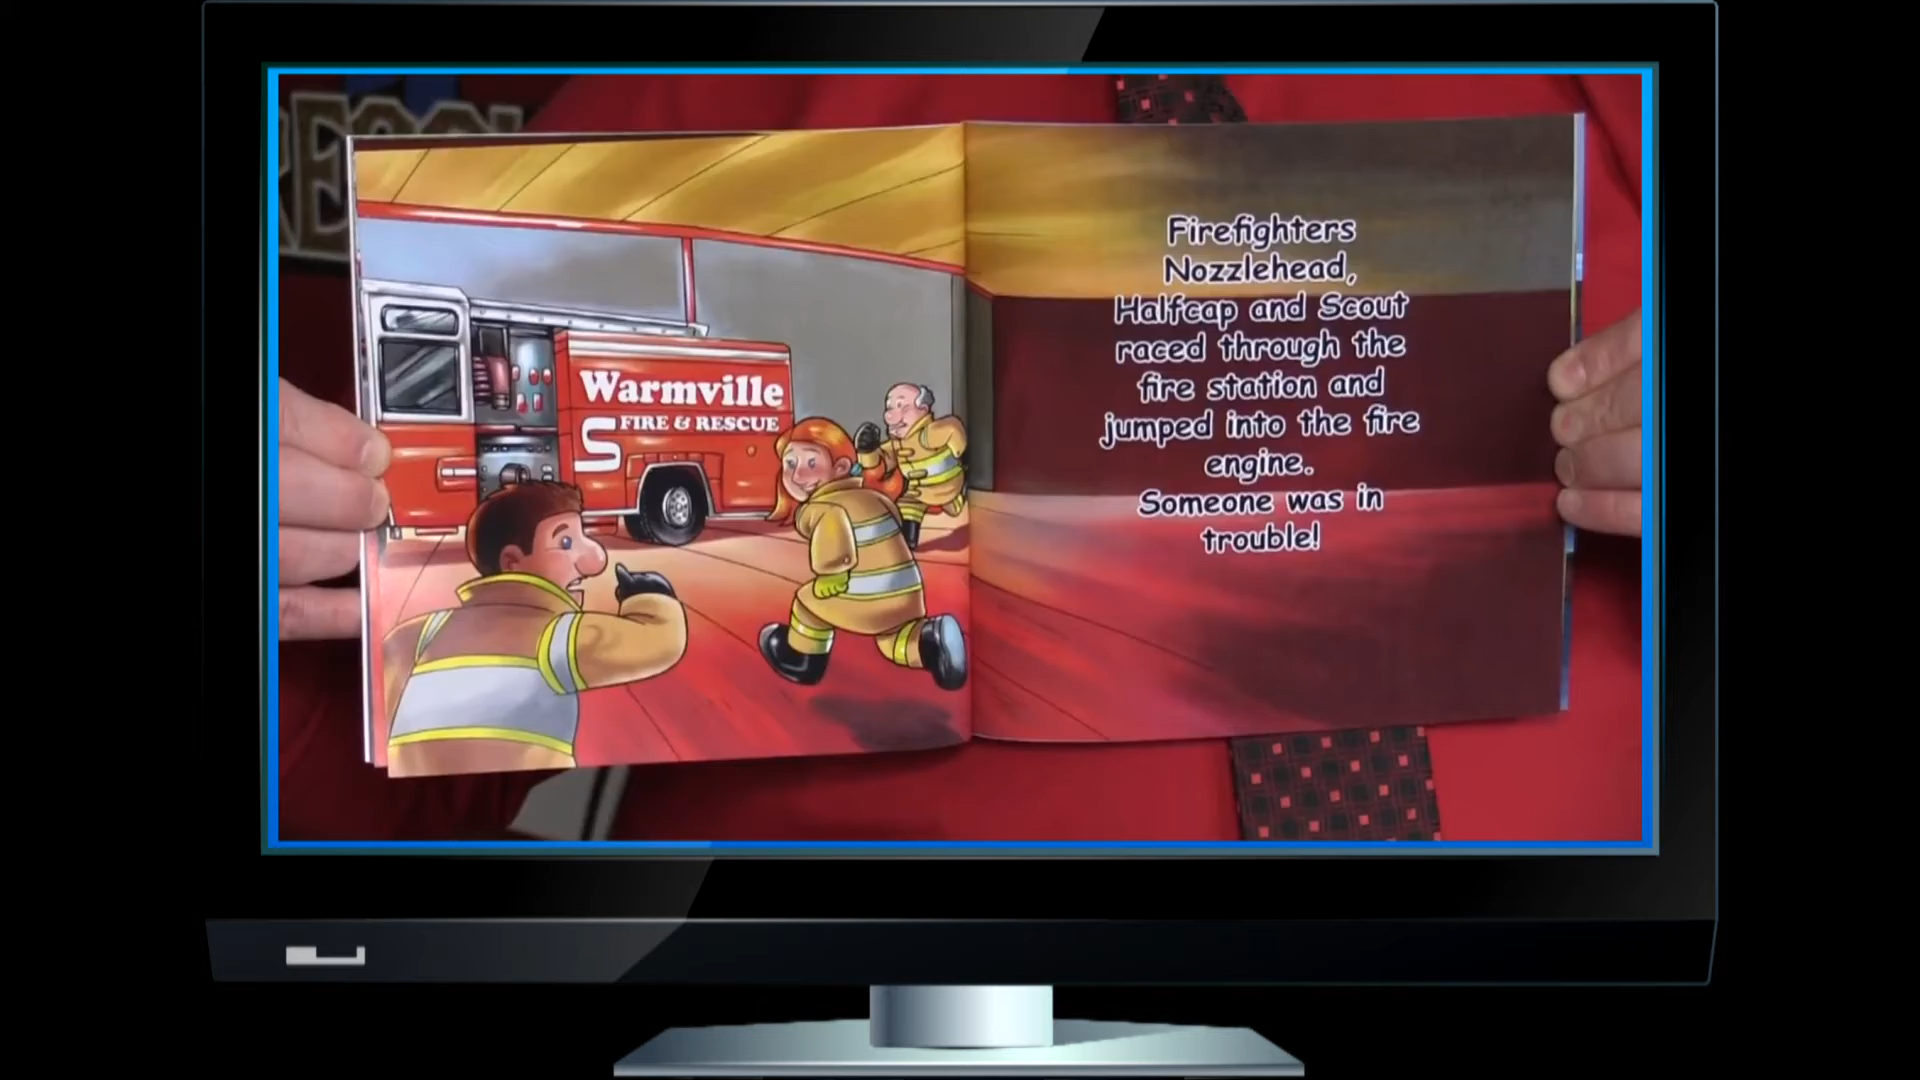 Warmville
FIRE & RESCUE
5
Firefighters
Nozzlehead,
Halfcap and Scout
raced through the
fire station and
jumped into the fire
engine.
Someone was in
trouble!